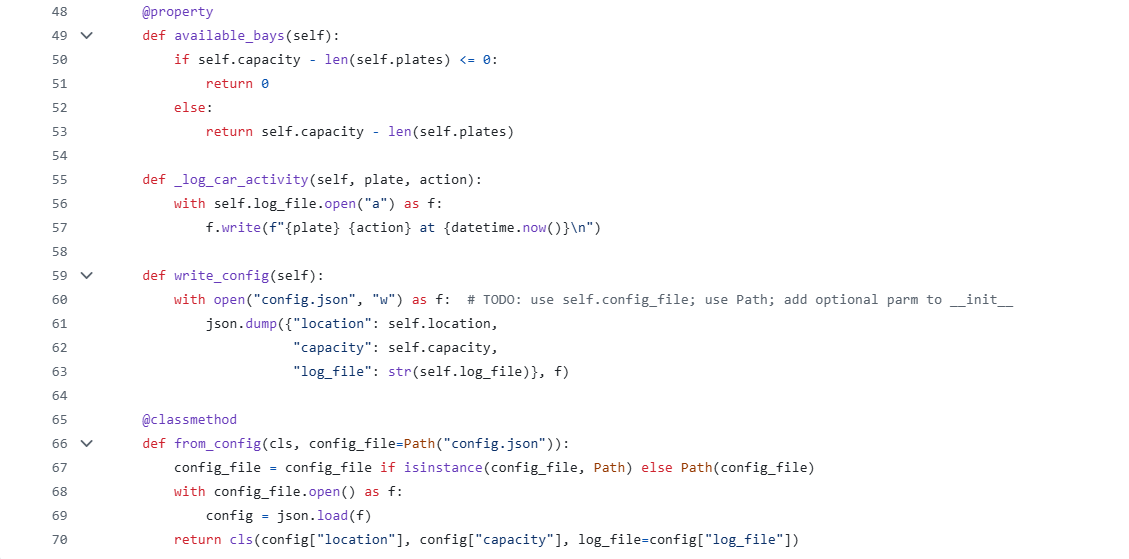 48 @property
49 def available_bays(self):
50 if self.capacity - len(self.plates) <= 0:
51 return 0
52 else:
53 return self.capacity - len(self.plates)
54
55 def _log_car_activity(self, plate, action):
56 with self.log_file.open("a") as f:
57 f.write(f"{plate} {action} at {datetime.now()}\n")
58
59 def write_config(self):
60 with open("config.json", "w") as f:  # TODO: use self.config_file; use Path; add optional parm to __init__
61 json.dump({"location": self.location,
62 "capacity": self.capacity,
63 "log_file": str(self.log_file)}, f)
64
65 @classmethod
66 def from_config(cls, config_file=Path("config.json")):
67 config_file = config_file if isinstance(config_file, Path) else Path(config_file)
68 with config_file.open() as f:
69 config = json.load(f)
70 return cls(config["location"], config["capacity"], log_file=config["log_file"])